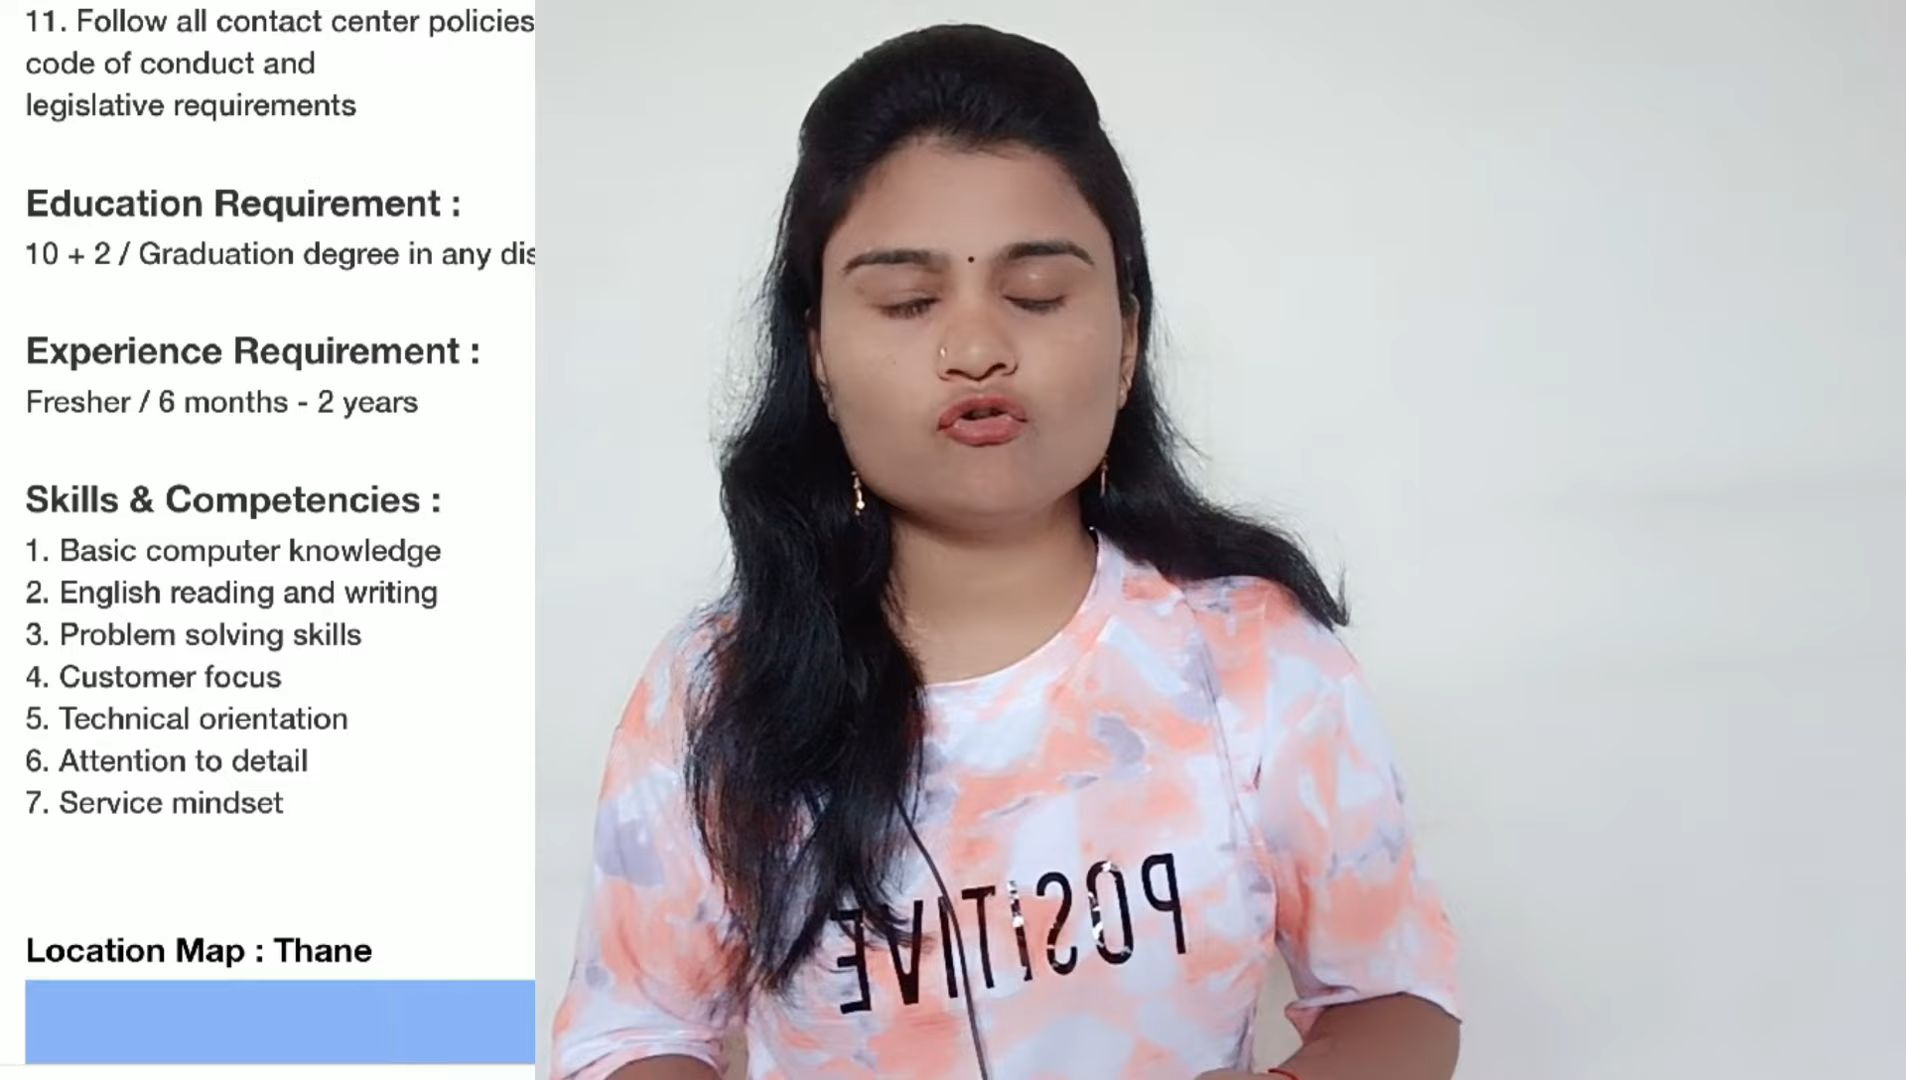 11. Follow all contact center policies
code of conduct and
legislative requirements
Education Requirement :
10 + 2 / Graduation degree in any
Experience Requirement :
Fresher / 6 months - 2 years
Skills & Competencies :
1. Basic computer knowledge
2. English reading and writing
3. Problem solving skills
4. Customer focus
5. Technical orientation
6. Attention to detail
7. Service mindset
Location Map : Thane
POSITIVE